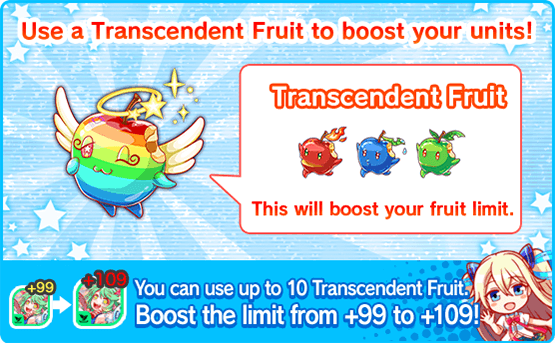 Use a Transcendent Fruit to boost your units!
Transcendent Fruit
This will boost your fruit limit.
+99
+109
You can use up to 10 Transcendent Fruit.
Boost the limit from +99 to +109!